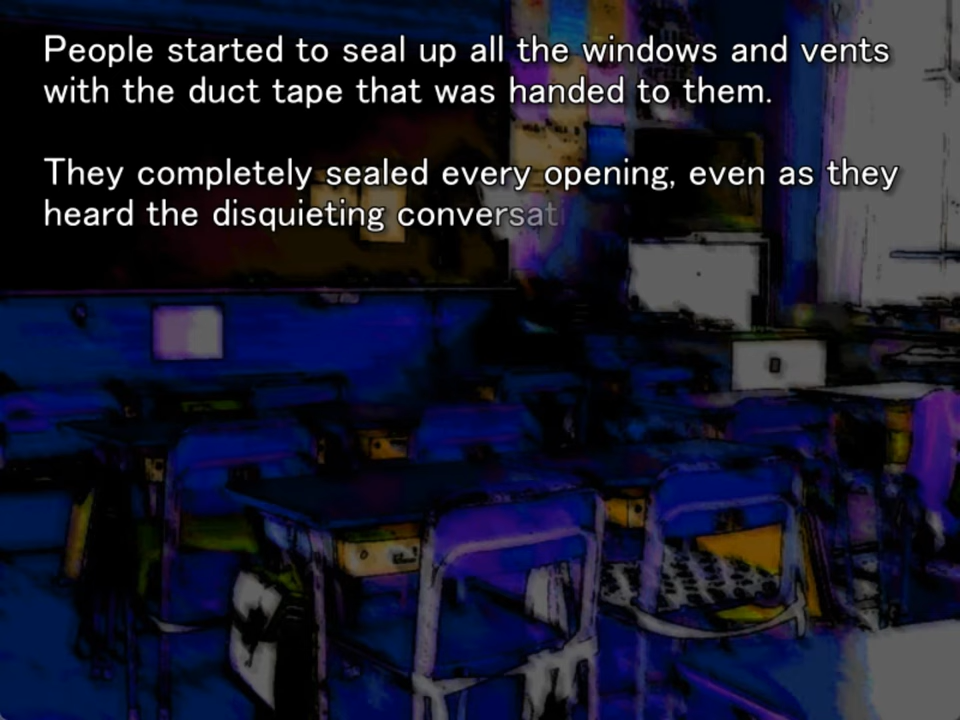 People started to seal up all the windows and vents
with the duct tape that was handed to them.
They completely sealed every opening, even as they
heard the disquieting conversati